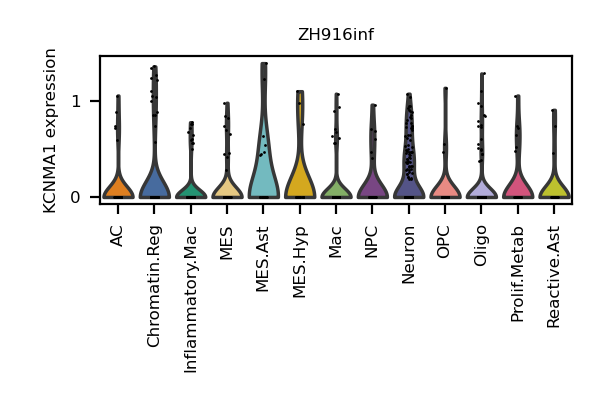 ZH916inf
KCNMA1 expression
1
0
AC
Chromatin.Reg
Inflammatory.Mac
MES
MES.Ast
MES.Hyp
Mac
NPC
Neuron
OPC
Oligo
Prolif.Metab
Reactive.Ast